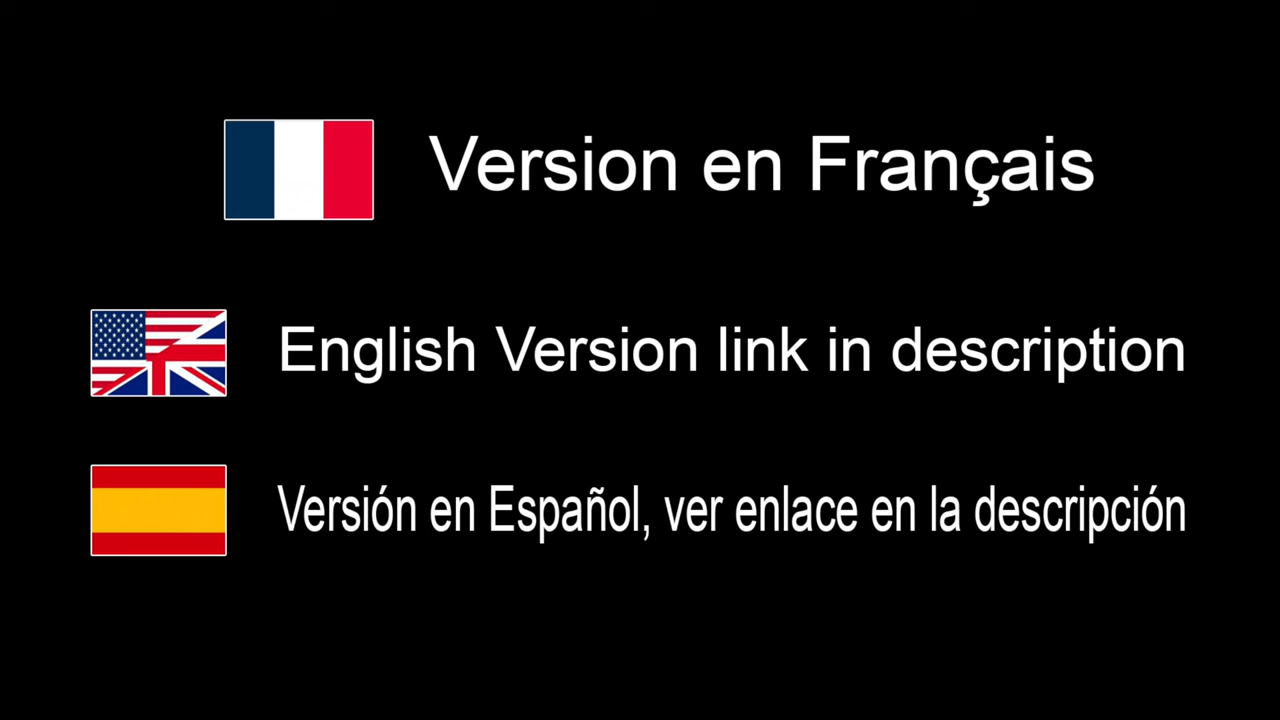 Version en Français
English Version link in description
Versión en Español, ver enlace en la descripción